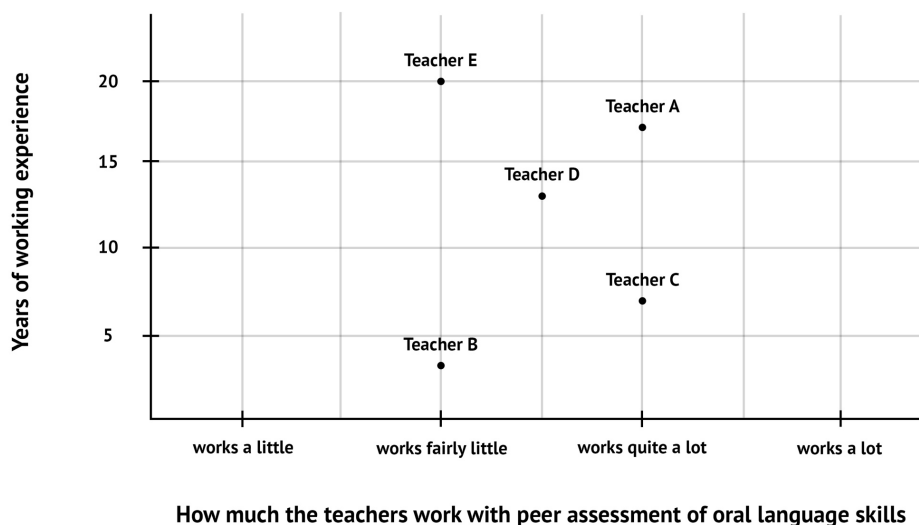 Years of working experience
Teacher E
20
Teacher A
15
Teacher D
10
Teacher C
5
Teacher B
works a little
works fairly little
works quite a lot
works a lot
How much the teachers work with peer assessment of oral language skills